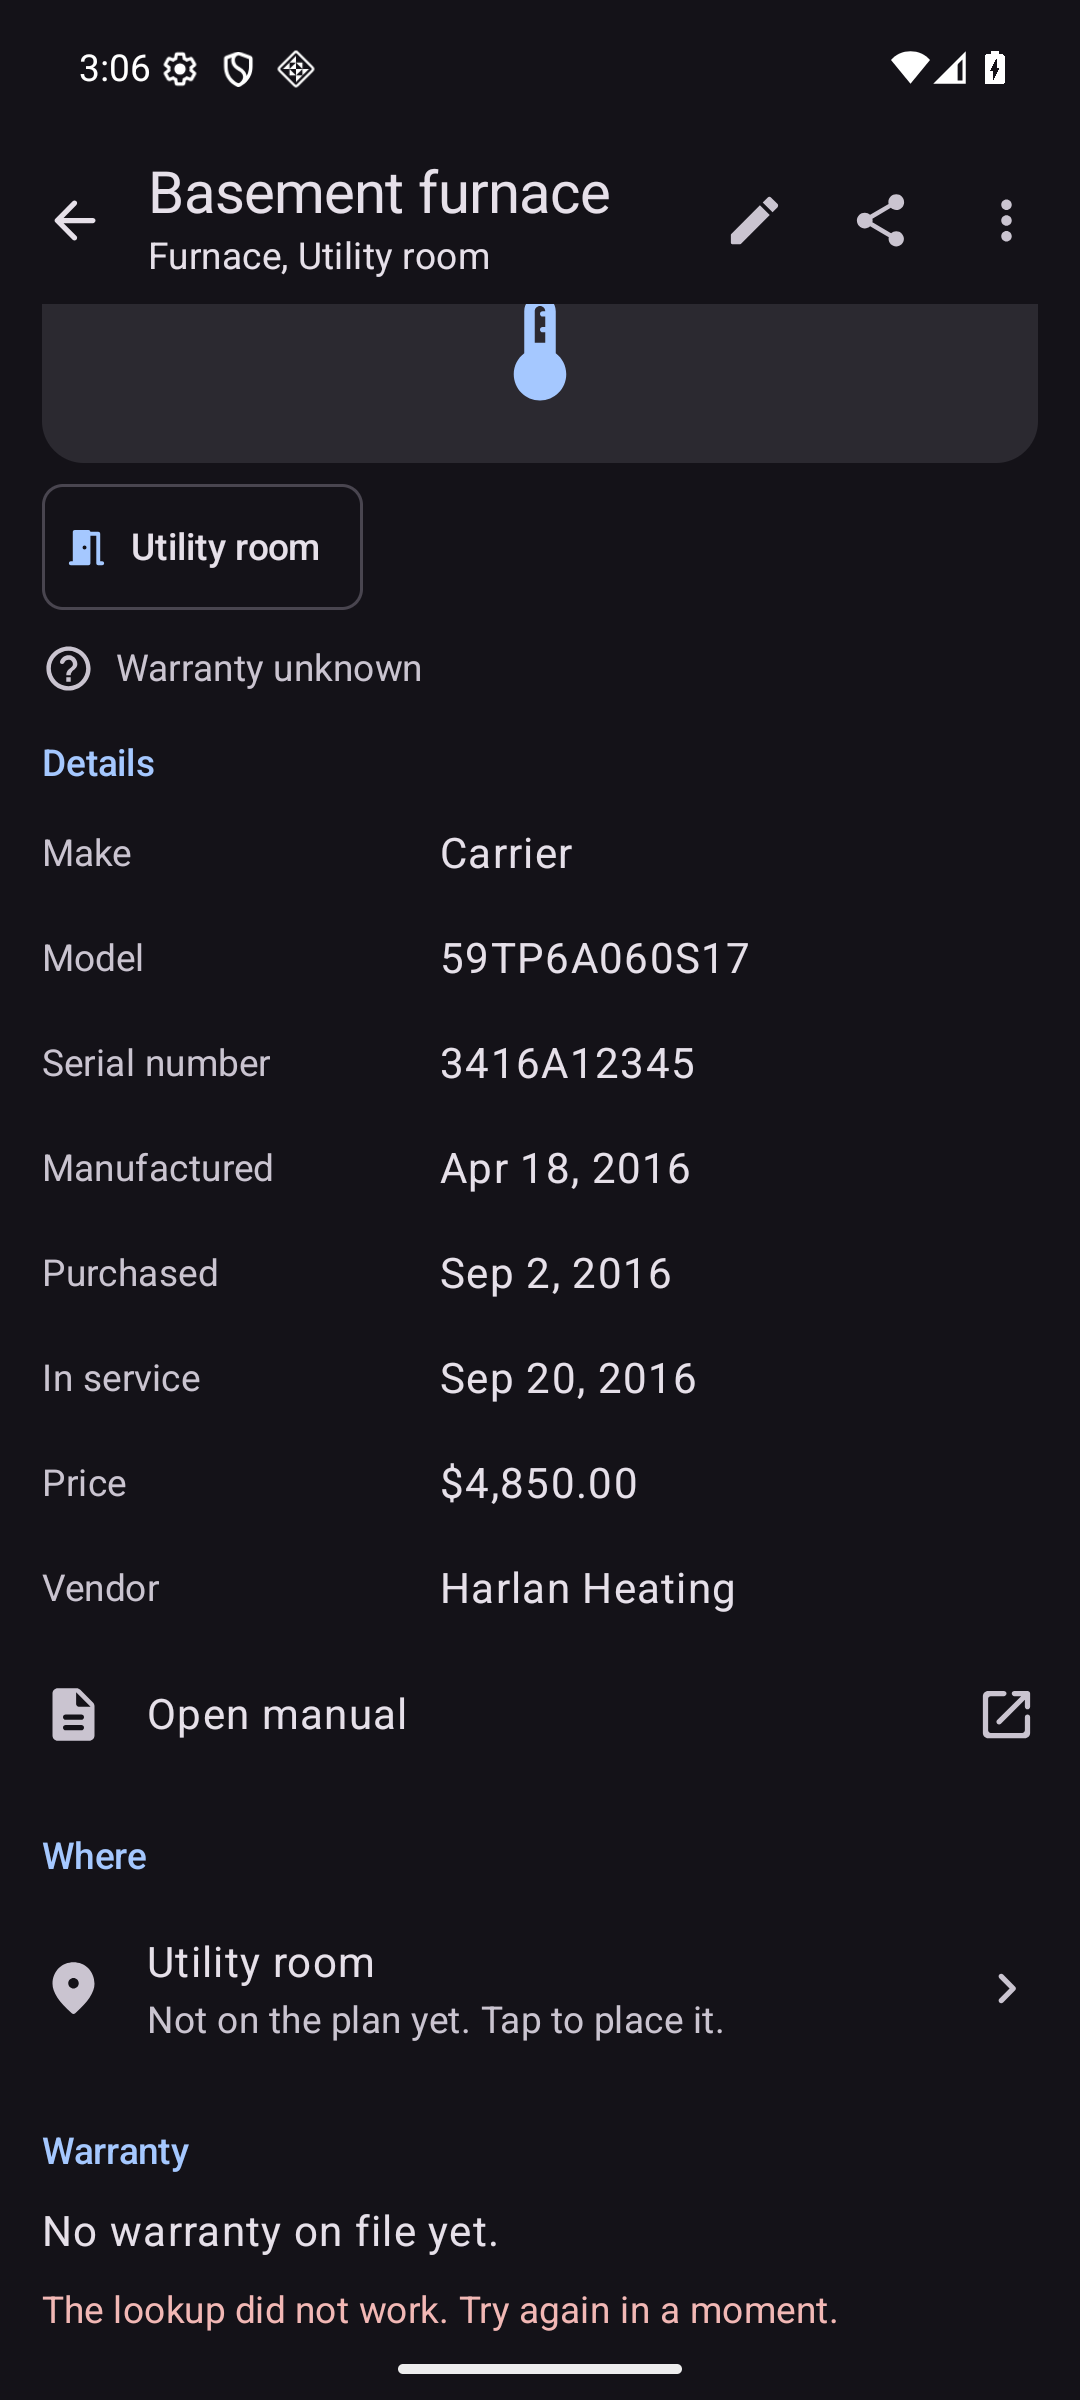 3:06
Basement furnace
Furnace, Utility room
Utility room
Warranty unknown
Details
Make Carrier
Model 59TP6A060S17
Serial number 3416A12345
Manufactured Apr 18, 2016
Purchased Sep 2, 2016
In service Sep 20, 2016
Price $4,850.00
Vendor Harlan Heating
Open manual
Where
Utility room
Not on the plan yet. Tap to place it.
Warranty
No warranty on file yet.
The lookup did not work. Try again in a moment.